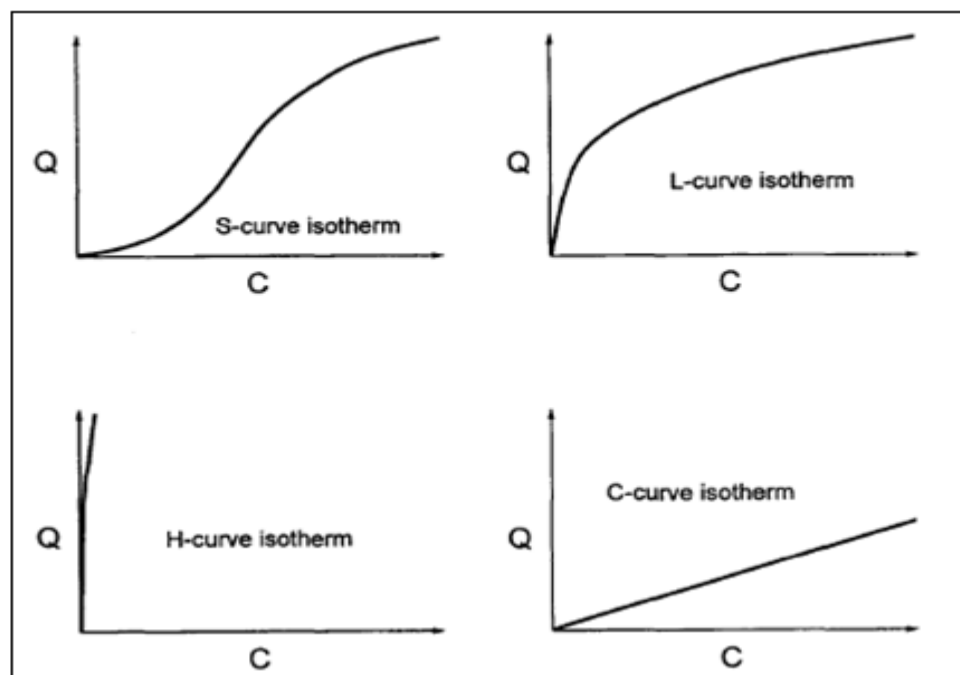 Q
S-curve isotherm
C
Q
L-curve isotherm
C
Q
H-curve isotherm
C
Q
C-curve isotherm
C